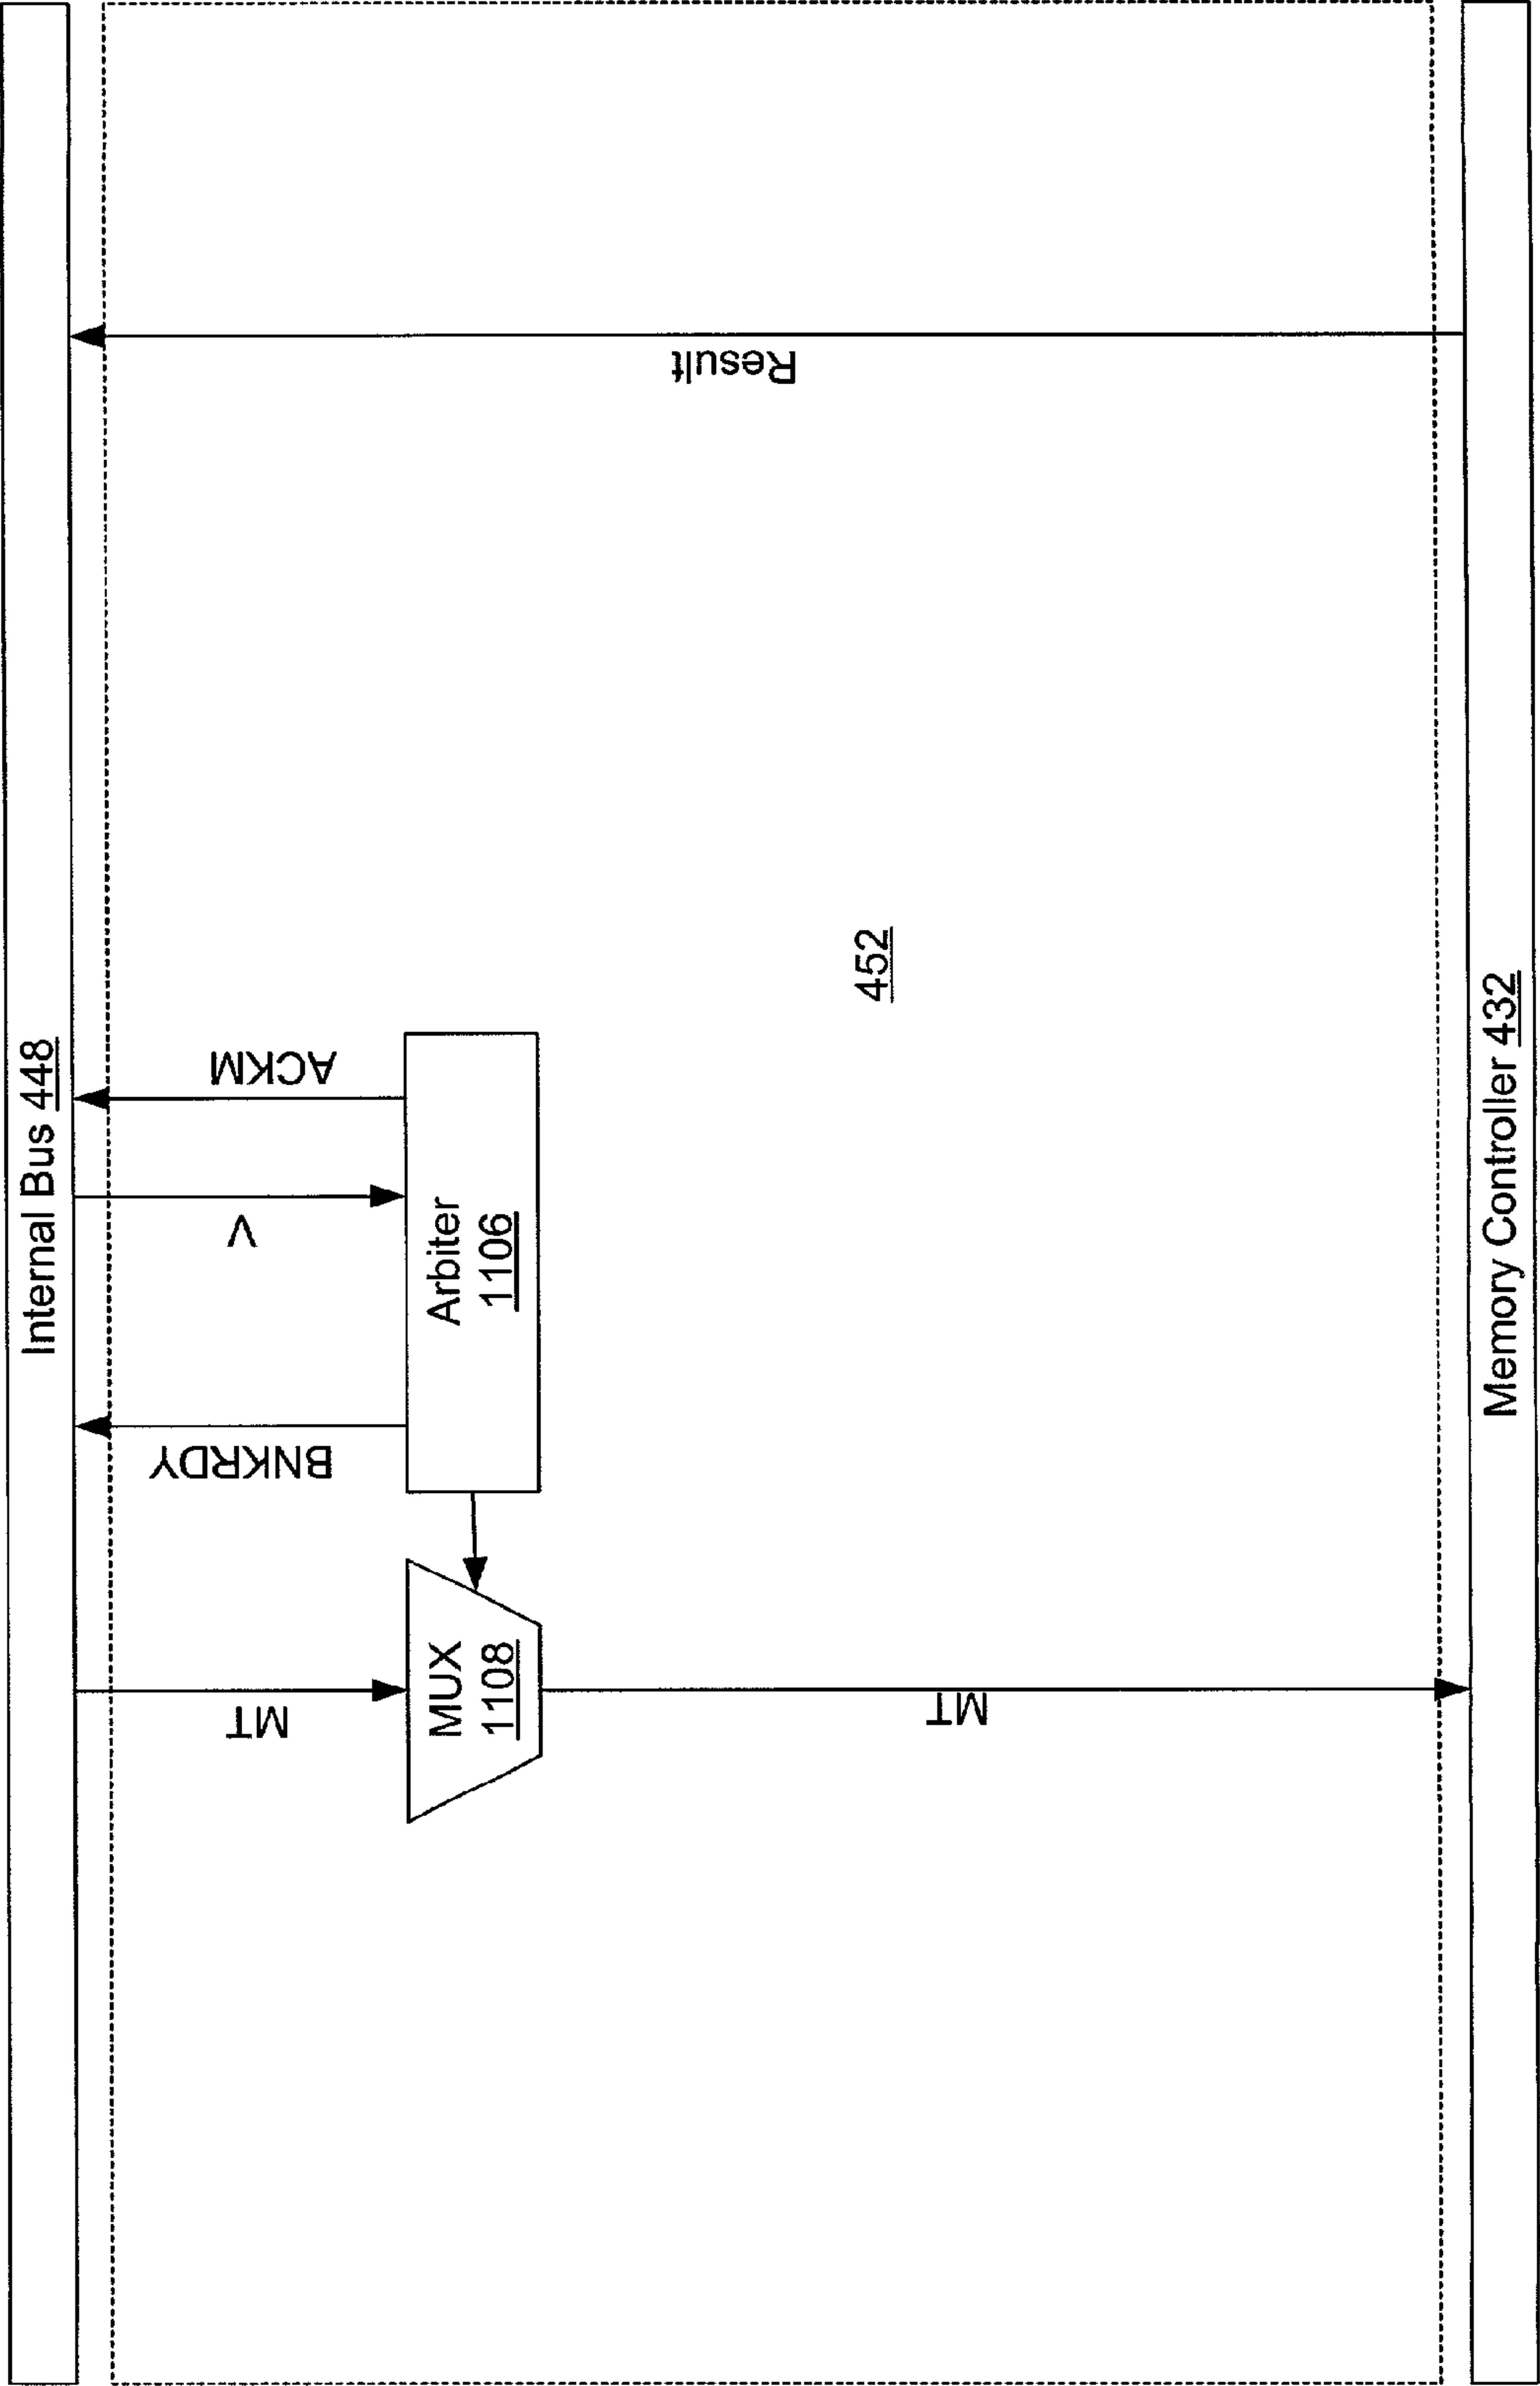 Internal Bus 448
MT
BNKRDY
V
ACKM
MUX
1108
Arbiter
1106
452
MT
Result
Memory Controller 432